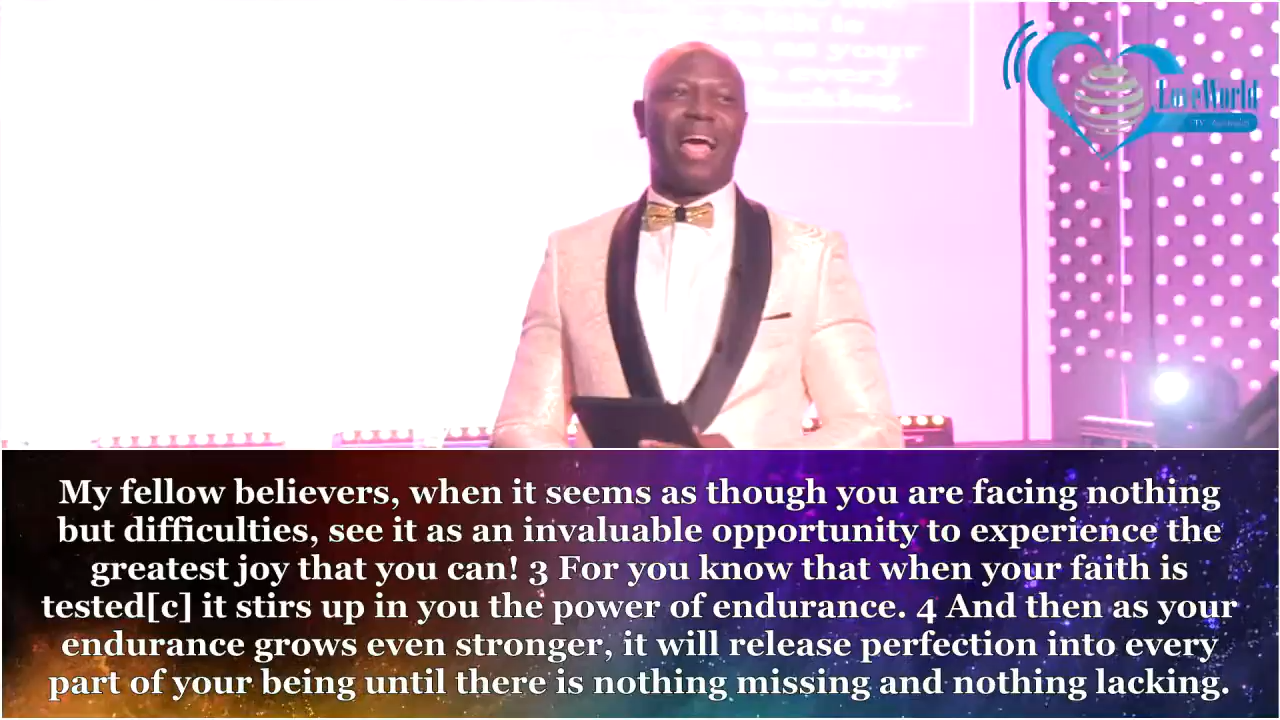 LoveWorld
TV
My fellow believers, when it seems as though you are facing nothing
but difficulties, see it as an invaluable opportunity to experience the
greatest joy that you can! 3 For you know that when your faith is
tested[c] it stirs up in you the power of endurance. 4 And then as your
endurance grows even stronger, it will release perfection into every
part of your being until there is nothing missing and nothing lacking.